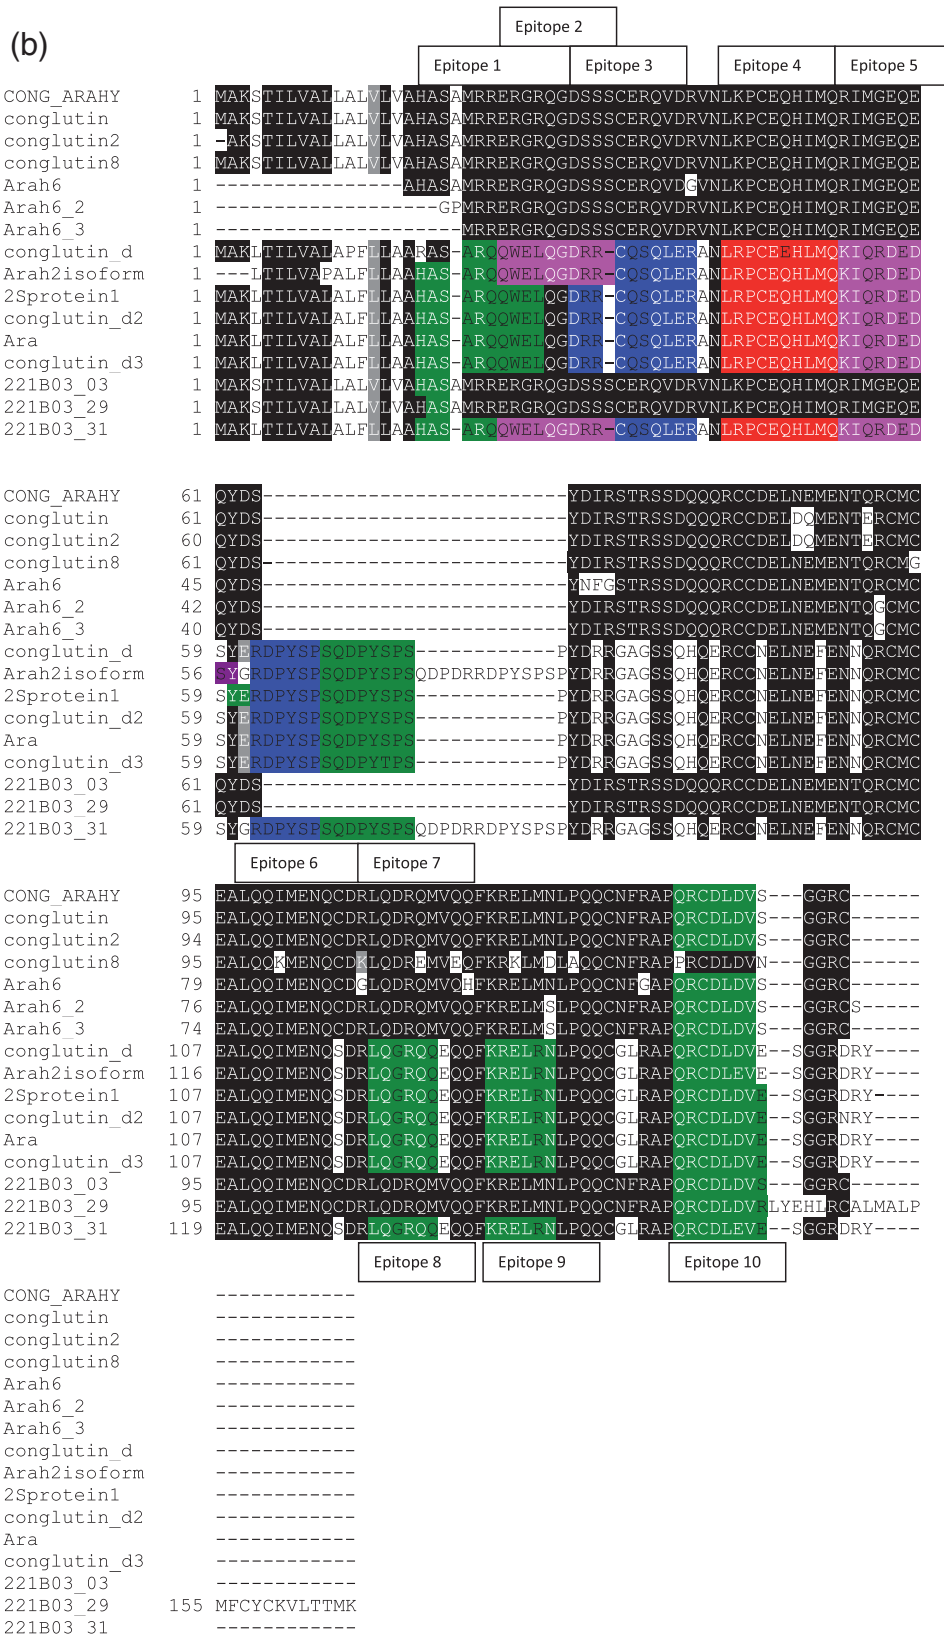 (b)
Epitope 2
Epitope 1 Epitope 3 Epitope 4 Epitope 5
CONG_ARAHY 1 MAKSTILVALLALVLVAHASAMRRERGRQGDSSSCERQVDRVNLKPCEQHIMQRIMGEQE
conglutin 1 MAKSTILVALLALVLVAHASAMRRERGRQGDSSSCERQVDRVNLKPCEQHIMQRIMGEQE
conglutin2 1 -AKSTILVALLALVLVAHASAMRRERGRQGDSSSCERQVDRVNLKPCEQHIMQRIMGEQE
conglutin8 1 MAKSTILVALLALVLVAHASAMRRERGRQGDSSSCERQVDRVNLKPCEQHIMQRIMGEQE
Arah6 1 ----------------AHASAMRRERGRQGDSSSCERQVDGVNLKPCEQHIMQRIMGEQE
Arah6_2 1 -------------------GPMRRERGRQGDSSSCERQVDRVNLKPCEQHIMQRIMGEQE
Arah6_3 1 ---------------------MRRERGRQGDSSSCERQVDRVNLKPCEQHIMQRIMGEQE
conglutin_d 1 MAKLTILVALAPFLLAARAS-ARQQWELQGDRR-CQSQLERANLRPCEEHLMQKIQRDED
Arah2isoform 1 ---LTILVAPALFLLAAHAS-ARQQWELQGDRR-CQSQLERANLRPCEQHLMQKIQRDED
2Sprotein1 1 MAKLTILVALALFLLAAHAS-ARQQWELQGDRR-CQSQLERANLRPCEQHLMQKIQRDED
conglutin_d2 1 MAKLTILVALALFLLAAHAS-ARQQWELQGDRR-CQSQLERANLRPCEQHLMQKIQRDED
Ara 1 MAKLTILVALALFLLAAHAS-ARQQWELQGDRR-CQSQLERANLRPCEQHLMQKIQRDED
conglutin_d3 1 MAKLTILVALALFLLAAHAS-ARQQWELQGDRR-CQSQLERANLRPCEQHLMQKIQRDED
221B03_03 1 MAKSTILVALLALVLVAHASAMRRERGRQGDSSSCERQVDRVNLKPCEQHIMQRIMGEQE
221B03_29 1 MAKSTILVALLALVLVAHASAMRRERGRQGDSSSCERQVDRVNLKPCEQHIMQRIMGEQE
221B03_31 1 MAKLTILVALALFLLAAHAS-ARQQWELQGDRR-CQSQLERANLRPCEQHLMQKIQRDED
CONG_ARAHY 61 QYDS--------------------------YDIRSTRSSDQQQRCCDELNEMENTQRCMC
conglutin 61 QYDS--------------------------YDIRSTRSSDQQQRCCDELDQMENTERCMC
conglutin2 60 QYDS--------------------------YDIRSTRSSDQQQRCCDELDQMENTERCMC
conglutin8 61 QYDS--------------------------YDIRSTRSSDQQQRCCDELNEMENTQRCMG
Arah6 45 QYDS--------------------------YNFGSTRSSDQQQRCCDELNEMENTQRCMC
Arah6_2 42 QYDS--------------------------YDIRSTRSSDQQQRCCDELNEMENTQGCMC
Arah6_3 40 QYDS--------------------------YDIRSTRSSDQQQRCCDELNEMENTQGCMC
conglutin_d 59 SYERDPYSPSQDPYSPS------------PYDRRGAGSSQHQERCCNELNEFENNQRCMC
Arah2isoform 56 SYGRDPYSPSQDPYSPSQDPDRRDPYSPSPYDRRGAGSSQHQERCCNELNEFENNQRCMC
2Sprotein1 59 SYERDPYSPSQDPYSPS------------PYDRRGAGSSQHQERCCNELNEFENNQRCMC
conglutin_d2 59 SYERDPYSPSQDPYSPS------------PYDRRGAGSSQHQERCCNELNEFENNQRCMC
Ara 59 SYERDPYSPSQDPYSPS------------PYDRRGAGSSQHQERCCNELNEFENNQRCMC
conglutin_d3 59 SYERDPYSPSQDPYTPS------------PYDRRGAGSSQHQERCCNELNEFENNQRCMC
221B03_03 61 QYDS--------------------------YDIRSTRSSDQQQRCCDELNEMENTQRCMC
221B03_29 61 QYDS--------------------------YDIRSTRSSDQQQRCCDELNEMENTQRCMC
221B03_31 59 SYGRDPYSPSQDPYSPSQDPDRRDPYSPSPYDRRGAGSSQHQERCCNELNEFENNQRCMC
Epitope 6 Epitope 7
CONG_ARAHY 95 EALQQIMENQCDRLQDRQMVQQFKRELMNLPQQCNFRAPQRCDLDVS---GGRC------
conglutin 95 EALQQIMENQCDRLQDRQMVQQFKRELMNLPQQCNFRAPQRCDLDVS---GGRC------
conglutin2 94 EALQQIMENQCDRLQDRQMVQQFKRELMNLPQQCNFRAPQRCDLDVS---GGRC------
conglutin8 95 EALQQKMENQCDKLQDREMVEQFKRKLMDLAQQCNFRAPPRCDLDVN---GGRC------
Arah6 79 EALQQIMENQCDGLQDRQMVQHFKRELMNLPQQCNFGAPQRCDLDVS---GGRC------
Arah6_2 76 EALQQIMENQCDRLQDRQMVQQFKRELMSLPQQCNFRAPQRCDLDVS---GGRCS-----
Arah6_3 74 EALQQIMENQCDRLQDRQMVQQFKRELMSLPQQCNFRAPQRCDLDVS---GGRC------
conglutin_d 107 EALQQIMENQSDRLQGRQQEQQFKRELRNLPQQCGLRAPQRCDLDVE--SGGRDRY----
Arah2isoform 116 EALQQIMENQSDRLQGRQQEQQFKRELRNLPQQCGLRAPQRCDLEVE--SGGRDRY----
2Sprotein1 107 EALQQIMENQSDRLQGRQQEQQFKRELRNLPQQCGLRAPQRCDLDVE--SGGRDRY----
conglutin_d2 107 EALQQIMENQSDRLQGRQQEQQFKRELRNLPQQCGLRAPQRCDLDVE--SGGRNRY----
Ara 107 EALQQIMENQSDRLQGRQQEQQFKRELRNLPQQCGLRAPQRCDLDVE--SGGRDRY----
conglutin_d3 107 EALQQIMENQSDRLQGRQQEQQFKRELRNLPQQCGLRAPQRCDLDVE--SGGRDRY----
221B03_03 95 EALQQIMENQCDRLQDRQMVQQFKRELMNLPQQCNFRAPQRCDLDVS---GGRC------
221B03_29 95 EALQQIMENQCDRLQDRQMVQQFKRELMNLPQQCNFRAPQRCDLDVRLYEHLRCALMALP
221B03_31 119 EALQQIMENQSDRLQGRQQEQQFKRELRNLPQQCGLRAPQRCDLEVE--SGGRDRY----
Epitope 8 Epitope 9 Epitope 10
CONG_ARAHY ------------
conglutin ------------
conglutin2 ------------
conglutin8 ------------
Arah6 ------------
Arah6_2 ------------
Arah6_3 ------------
conglutin_d ------------
Arah2isoform ------------
2Sprotein1 ------------
conglutin_d2 ------------
Ara ------------
conglutin_d3 ------------
221B03_03 ------------
221B03_29 155 MFCYCKVLTTMK
221B03_31 ------------